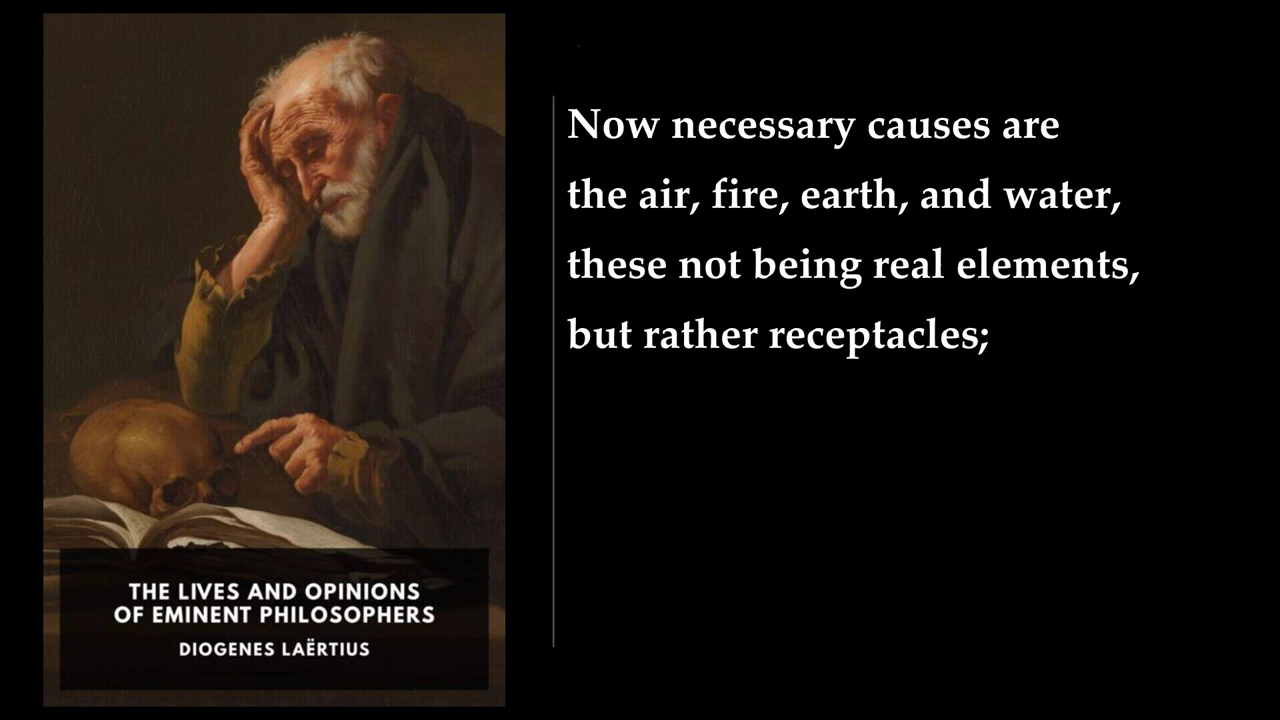 Now necessary causes are
the air, fire, earth, and water,
these not being real elements,
but rather receptacles;
THE LIVES AND OPINIONS
OF EMINENT PHILOSOPHERS
DIOGENES LAËRTIUS